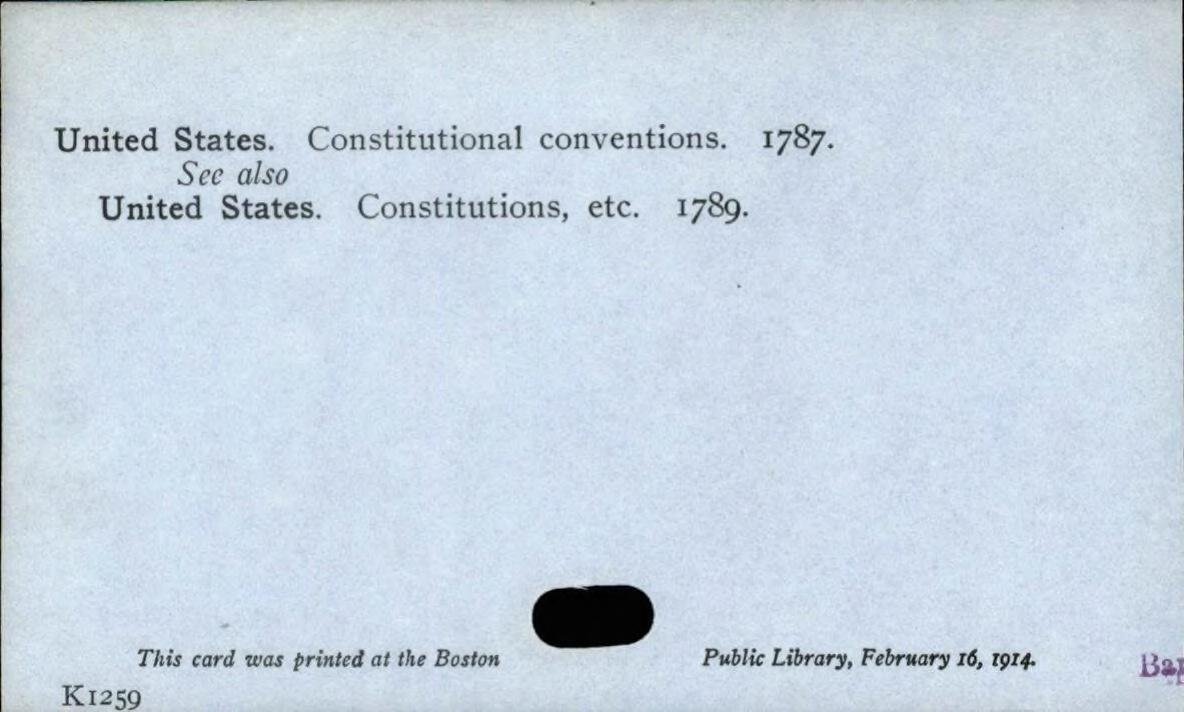 United States. Constitutional conventions. 1787.
See also
United States. Constitutions, etc. 1789.
This card was printed at the Boston Public Library, February 16, 1914.
K1259